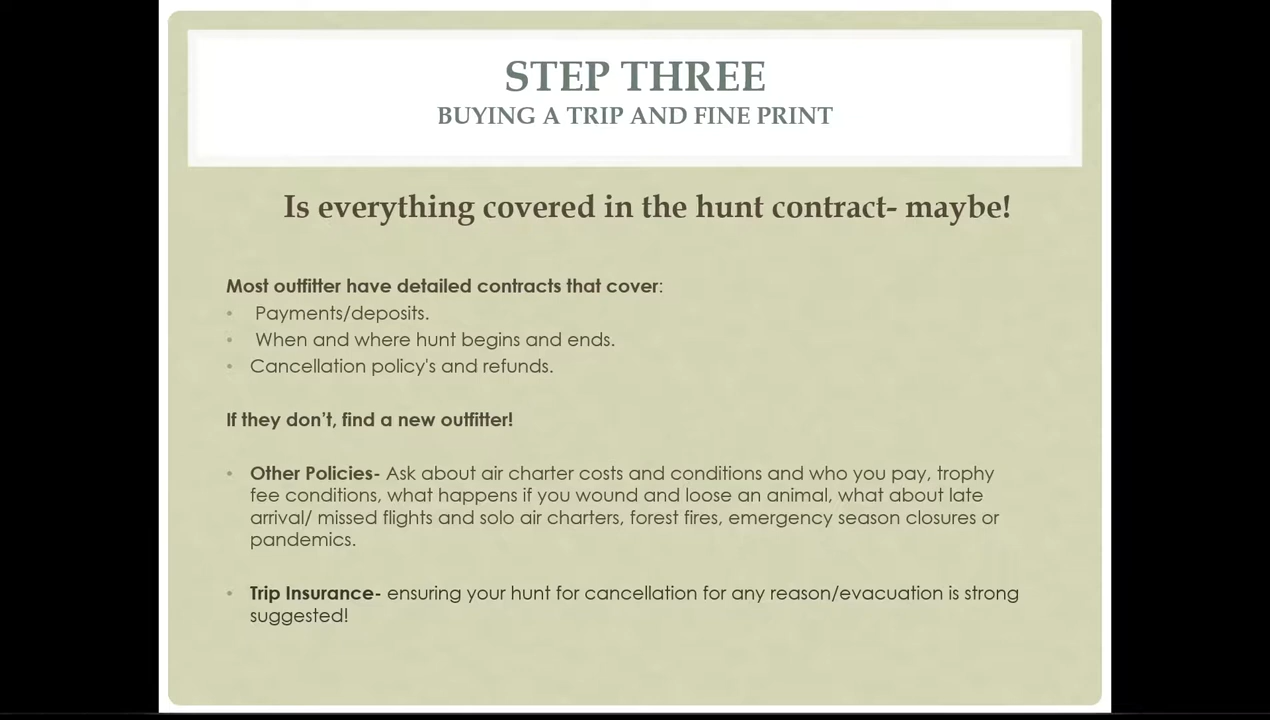 STEP THREE
BUYING A TRIP AND FINE PRINT
Is everything covered in the hunt contract- maybe!
Most outfitter have detailed contracts that cover:
• Payments/deposits.
• When and where hunt begins and ends.
• Cancellation policy's and refunds.
If they don't, find a new outfitter!
• Other Policies- Ask about air charter costs and conditions and who you pay, trophy
fee conditions, what happens if you wound and loose an animal, what about late
arrival/ missed flights and solo air charters, forest fires, emergency season closures or
pandemics.
• Trip Insurance- ensuring your hunt for cancellation for any reason/evacuation is strong
suggested!